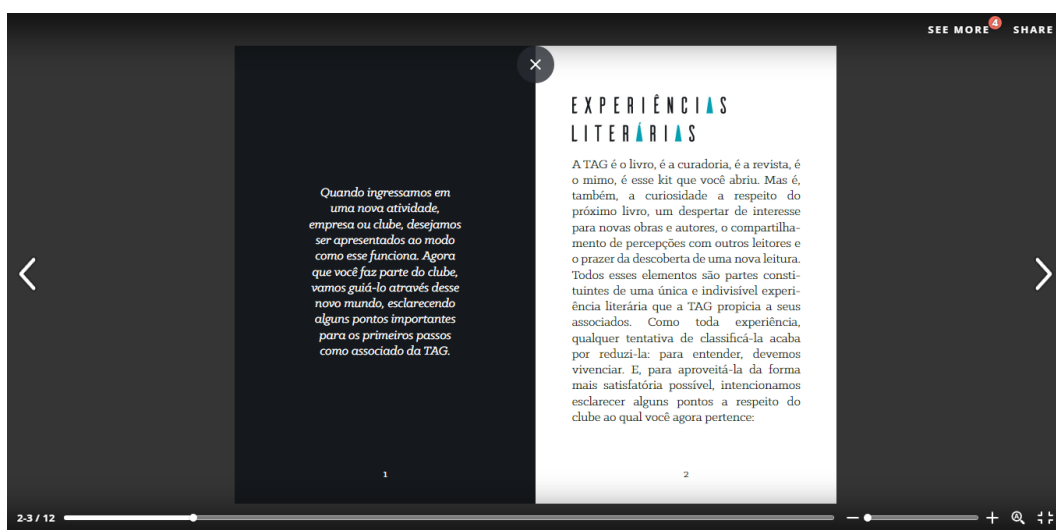 SEE MORE 4 SHARE
Quando ingressamos em
uma nova atividade,
empresa ou clube, desejamos
ser apresentados ao modo
como esse funciona. Agora
que você faz parte do clube,
vamos guiá-lo através desse
novo mundo, esclarecendo
alguns pontos importantes
para os primeiros passos
como associado da TAG.
1
EXPERIÊNCIAS
LITERÁRIAS
A TAG é o livro, é a curadoria, é a revista, é
o mimo, é esse kit que você abriu. Mas é,
também, a curiosidade a respeito do
próximo livro, um despertar de interesse
para novas obras e autores, o compartilha-
mento de percepções com outros leitores e
o prazer da descoberta de uma nova leitura.
Todos esses elementos são partes consti-
tuintes de uma única e indivisível experi-
ência literária que a TAG propicia a seus
associados. Como toda experiência,
qualquer tentativa de classificá-la acaba
por reduzi-la: para entender, devemos
vivenciar. E, para aproveitá-la da forma
mais satisfatória possível, intencionamos
esclarecer alguns pontos a respeito do
clube ao qual você agora pertence:
2
2-3 / 12